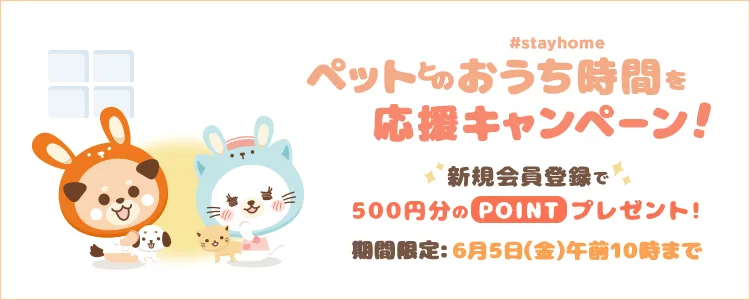 #stayhome
ペットとのおうち時間を
応援キャンペーン!
新規会員登録で
500円分のPOINTプレゼント!
期間限定:6月5日(金)午前10時まで